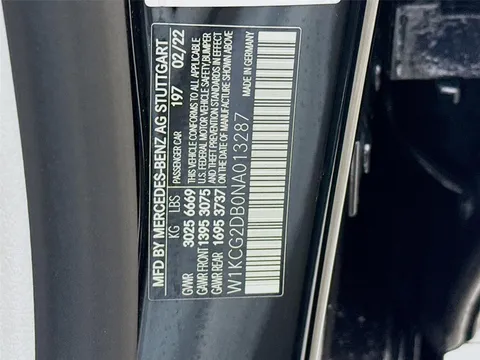 MFD BY MERCEDES-BENZ AG STUTTGART
PASSENGER CAR 197 02/22
KG LBS THIS VEHICLE CONFORMS TO ALL APPLICABLE
GVWR 3025 6669 U.S. FEDERAL MOTOR VEHICLE SAFETY, BUMPER
GAWR FRONT 1395 3075 AND THEFT PREVENTION STANDARDS IN EFFECT
GAWR REAR 1695 3737 ON THE DATE OF MANUFACTURE SHOWN ABOVE
MADE IN GERMANY
W1KCG2DB0NA013287